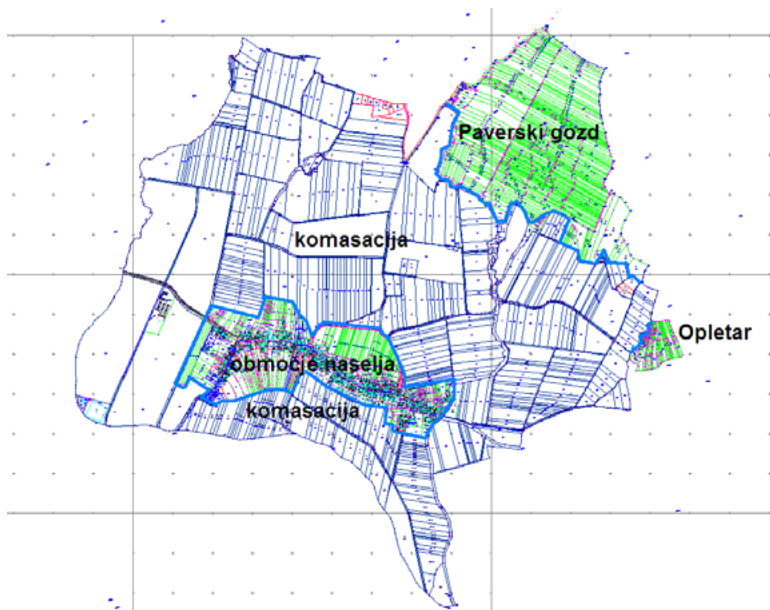 Paverski gozd
komasacija
Opletar
območje naselja
komasacija